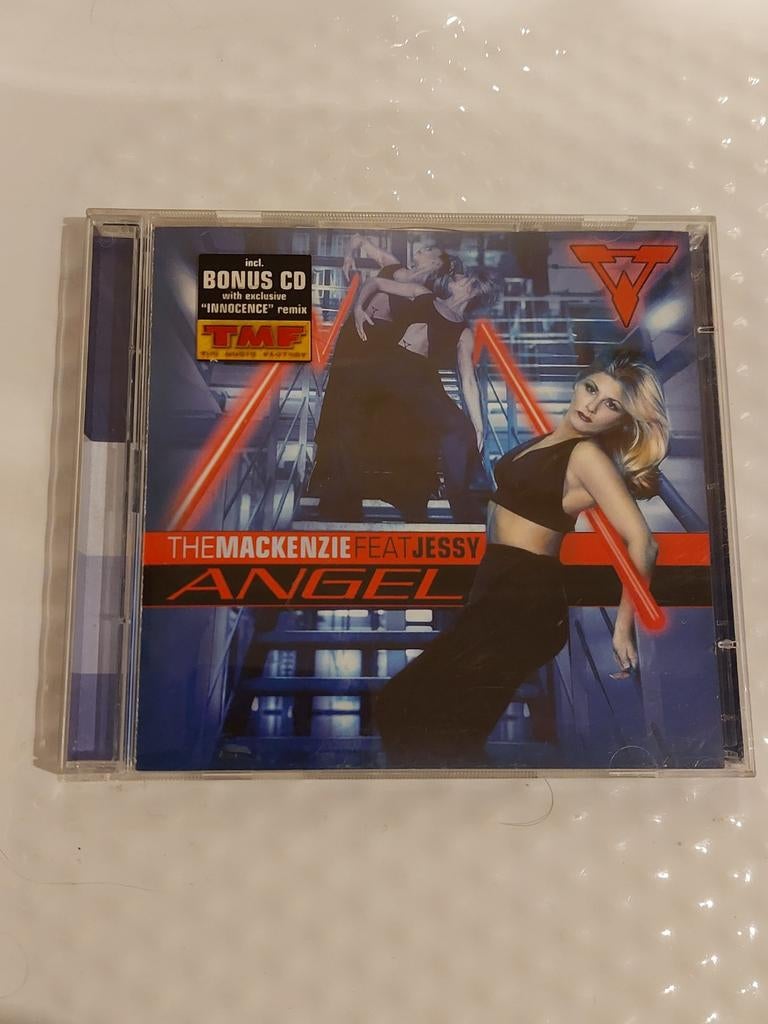 incl.
BONUS CD
with exclusive
"INNOCENCE" remix
TMF
THE MUSIC FACTORY
THEMACKENZIEFEATJESSY
ANGEL